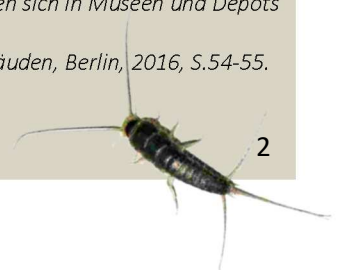 en sich in Museen und Depots
äuden, Berlin, 2016, S.54-55.
2